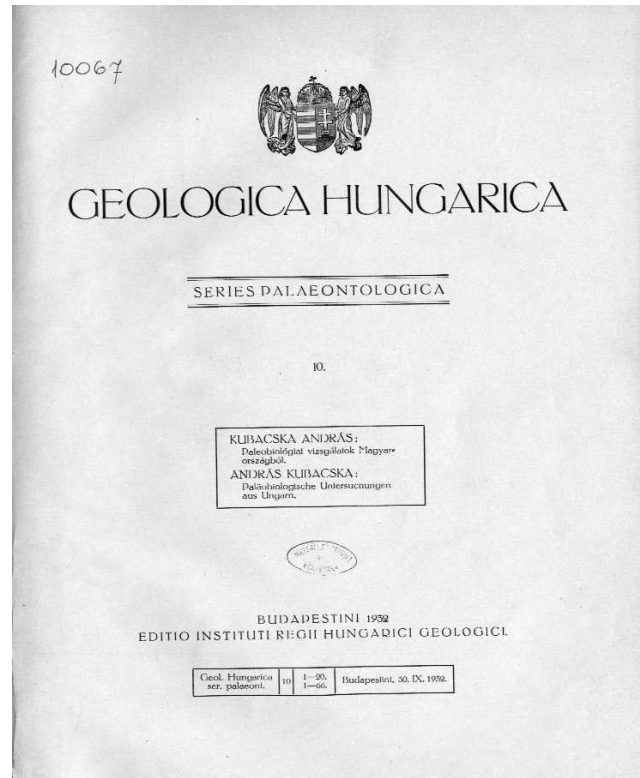 10067
GEOLOGICA HUNGARICA
SERIES PALAEONTOLOGICA
10.
KUBACSKA ANDRÁS:
Paleobiológiai vizsgálatok Magyar-
országból.
ANDRÁS KUBACSKA:
Paläobiologische Untersucnungen
aus Ungarn.
BUDAPESTINI 1932
EDITIO INSTITUTI REGII HUNGARICI GEOLOGICI.
Geol. Hungarica
ser. palaeont.
10
1—20.
1—66.
Budapestini, 30. IX. 1932.